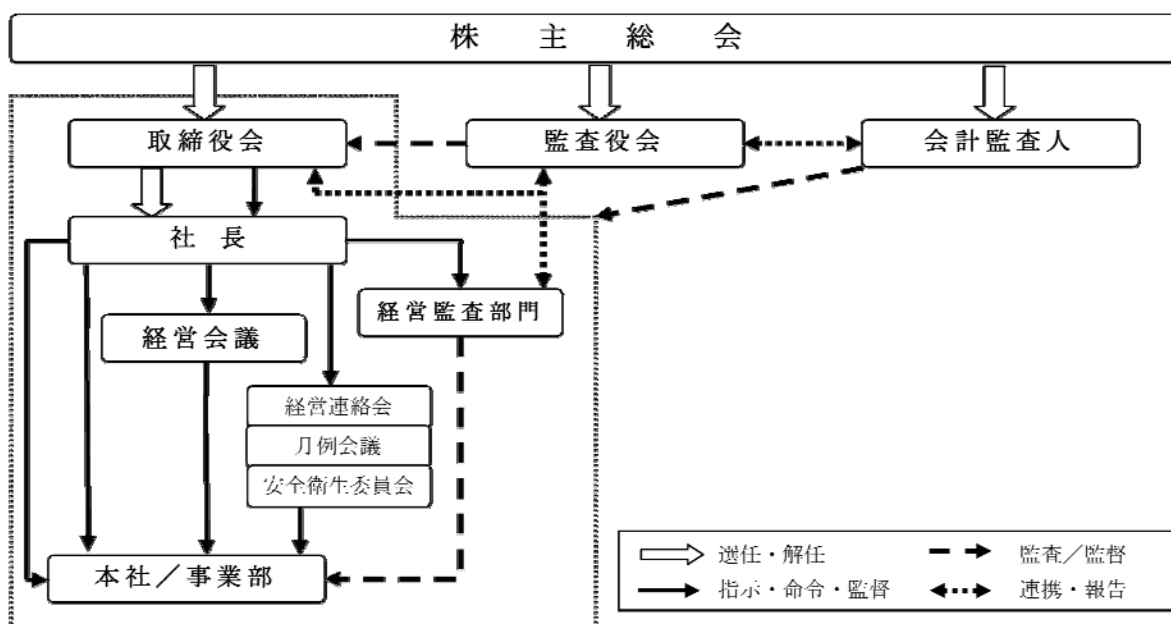 株主総会
取締役会
監査役会
会計監査人
社長
経営監査部門
経営会議
経営連絡会
月例会議
安全衛生委員会
本社／事業部
選任・解任
監査／監督
指示・命令・監督
連携・報告